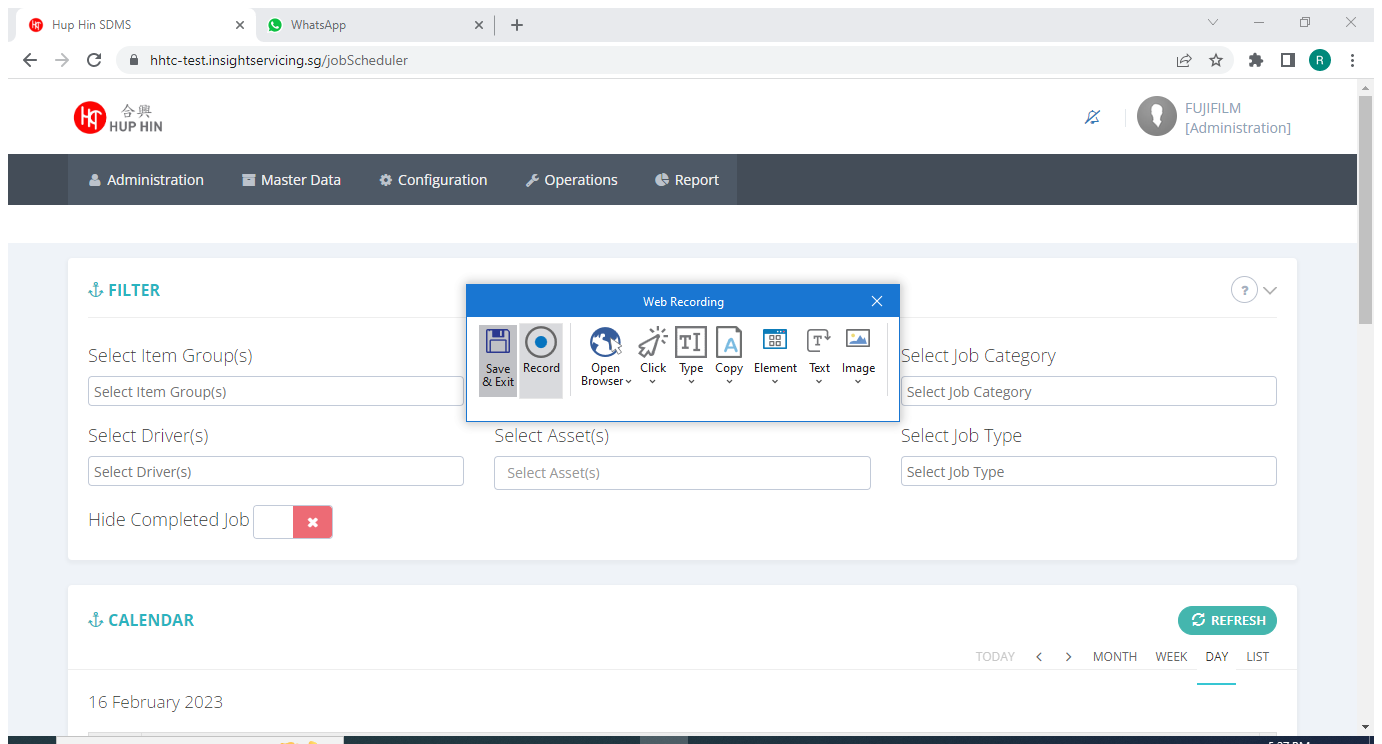 Hup Hin SDMS
WhatsApp
hhtc-test.insightservicing.sg/jobScheduler
R
合興
HUP HIN
FUJIFILM
[Administration]
Administration
Master Data
Configuration
Operations
Report
FILTER
?
Web Recording
Save & Exit
Record
Open Browser
Click
Type
Copy
Element
Text
Image
Select Item Group(s)
Select Job Category
Select Item Group(s)
Select Job Category
Select Driver(s)
Select Asset(s)
Select Job Type
Select Driver(s)
Select Asset(s)
Select Job Type
Hide Completed Job
CALENDAR
REFRESH
TODAY
<
>
MONTH
WEEK
DAY
LIST
16 February 2023